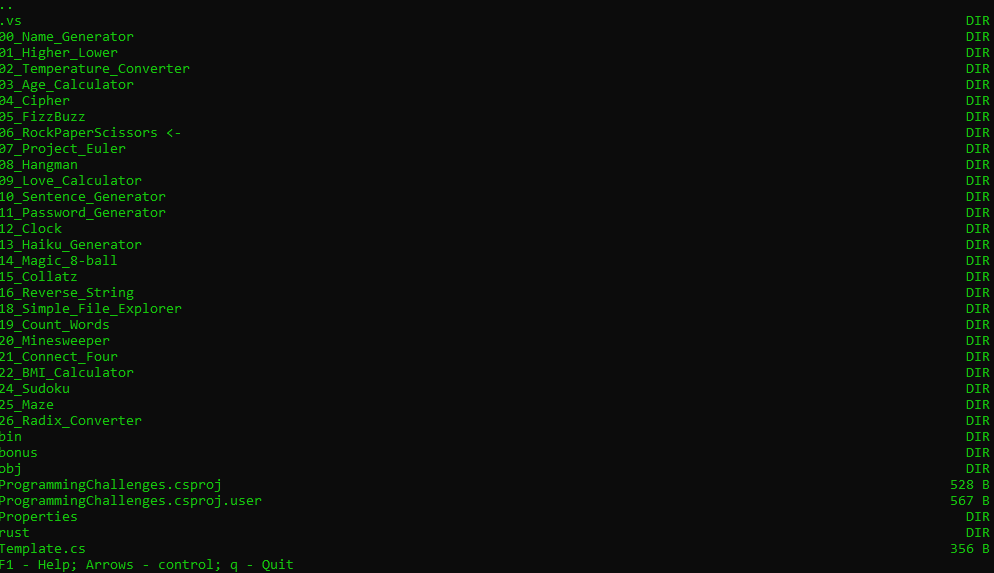 ..
.vs DIR
00_Name_Generator DIR
01_Higher_Lower DIR
02_Temperature_Converter DIR
03_Age_Calculator DIR
04_Cipher DIR
05_FizzBuzz DIR
06_RockPaperScissors <- DIR
07_Project_Euler DIR
08_Hangman DIR
09_Love_Calculator DIR
10_Sentence_Generator DIR
11_Password_Generator DIR
12_Clock DIR
13_Haiku_Generator DIR
14_Magic_8-ball DIR
15_Collatz DIR
16_Reverse_String DIR
18_Simple_File_Explorer DIR
19_Count_Words DIR
20_Minesweeper DIR
21_Connect_Four DIR
22_BMI_Calculator DIR
24_Sudoku DIR
25_Maze DIR
26_Radix_Converter DIR
bin DIR
bonus DIR
obj DIR
ProgrammingChallenges.csproj 528 B
ProgrammingChallenges.csproj.user 567 B
Properties DIR
rust DIR
Template.cs 356 B
F1 - Help; Arrows - control; q - Quit